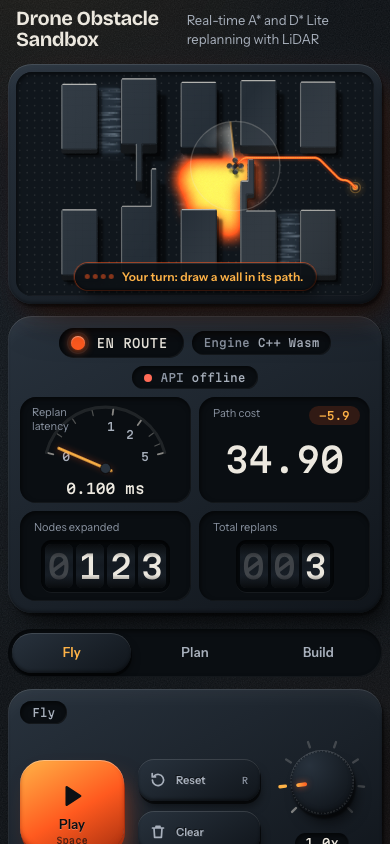 Drone Obstacle
Sandbox
Real-time A* and D* Lite
replanning with LiDAR
Your turn: draw a wall in its path.
EN ROUTE
Engine C++ Wasm
API offline
Replan
latency
0 1 2 5
0.100 ms
Path cost
−5.9
34.90
Nodes expanded
0123
Total replans
003
Fly
Plan
Build
Fly
Play
Space
Reset
R
Clear
1.0x